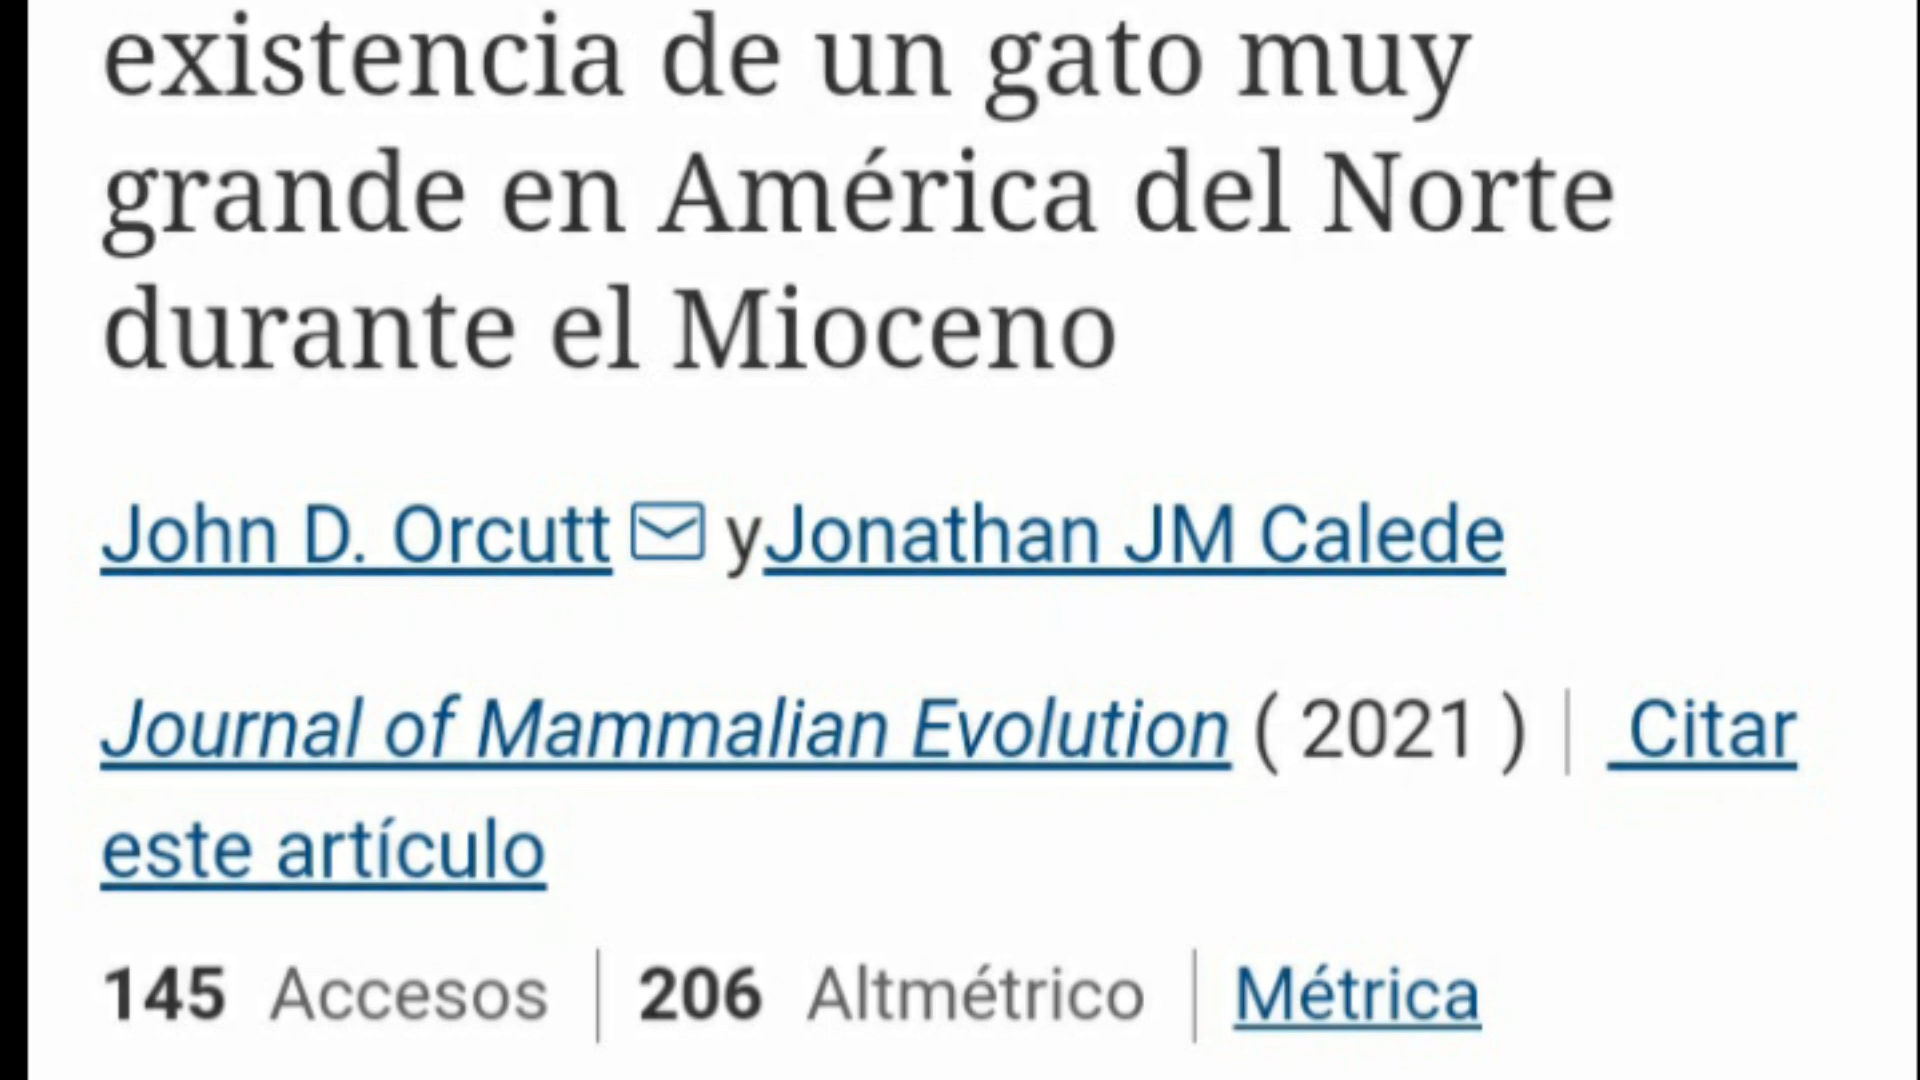 existencia de un gato muy
grande en América del Norte
durante el Mioceno
John D. Orcutt yJonathan JM Calede
Journal of Mammalian Evolution ( 2021 ) | Citar
este artículo
145 Accesos | 206 Altmétrico | Métrica